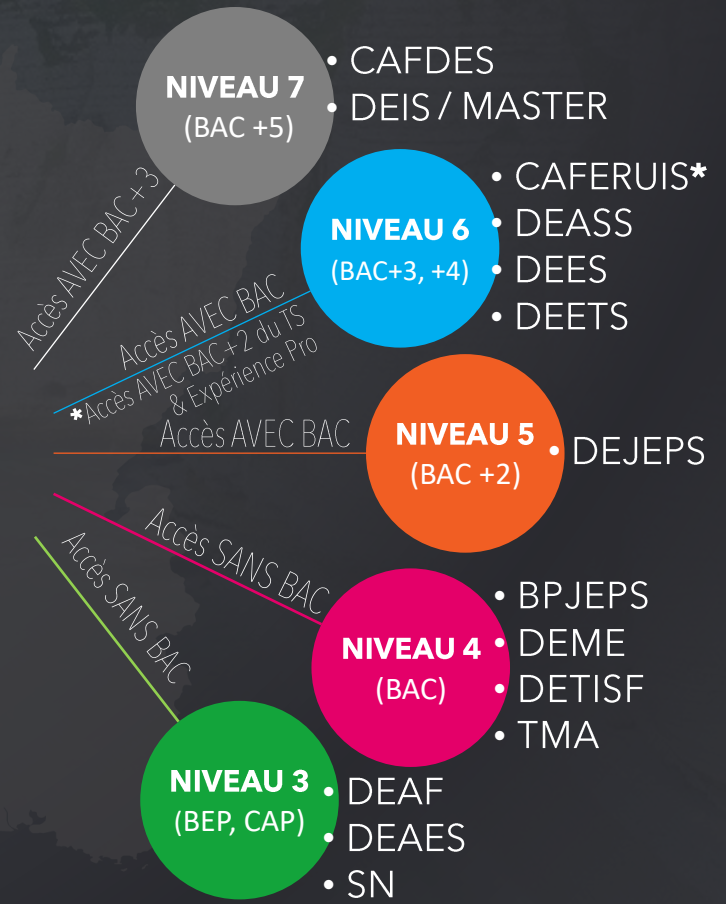 NIVEAU 7
(BAC +5)
• CAFDES
• DEIS / MASTER
Accès AVEC BAC+3
NIVEAU 6
(BAC+3, +4)
• CAFERUIS*
• DEASS
• DEES
• DEETS
Accès AVEC BAC
*Accès AVEC BAC+2 du TS
& Expérience Pro
NIVEAU 5
(BAC +2)
• DEJEPS
Accès AVEC BAC
NIVEAU 4
(BAC)
• BPJEPS
• DEME
• DETISF
• TMA
Accès SANS BAC
NIVEAU 3
(BEP, CAP)
• DEAF
• DEAES
• SN
Accès SANS BAC